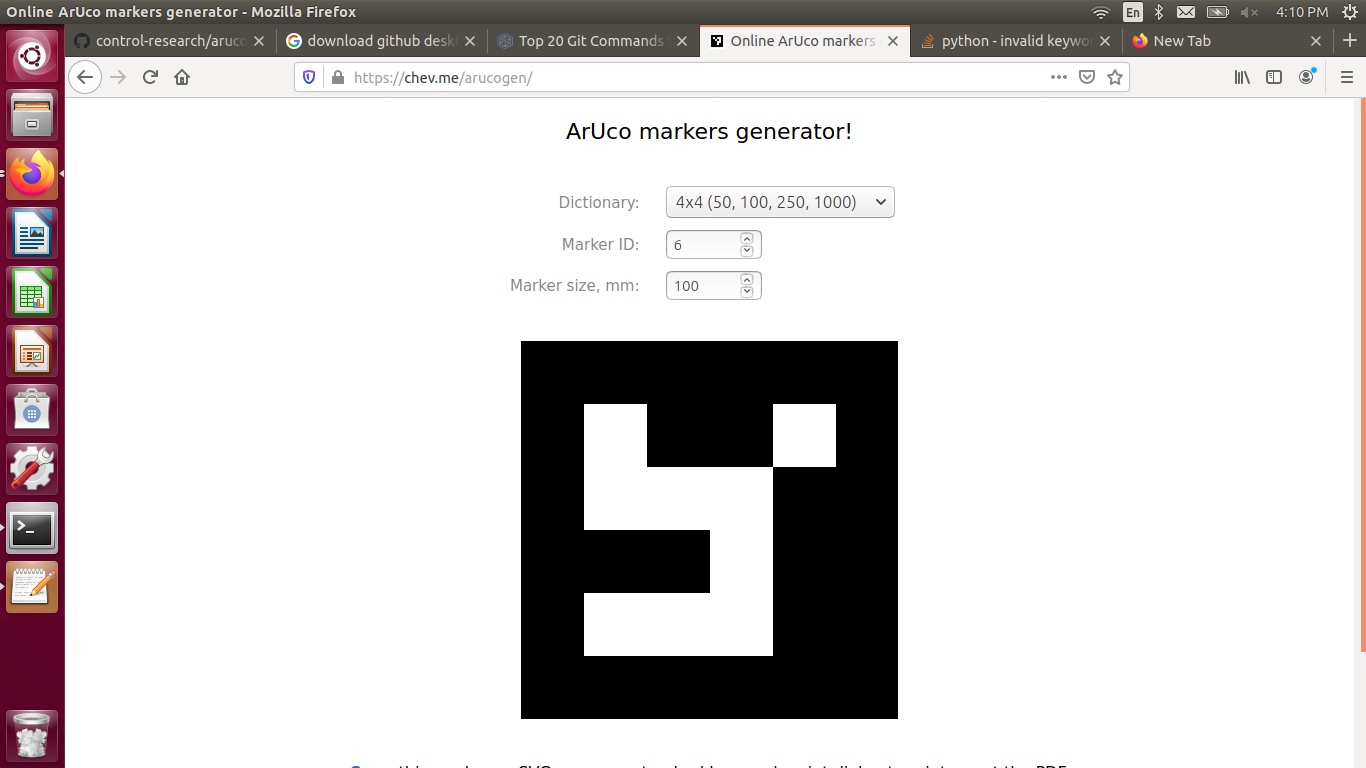 Online ArUco markers generator - Mozilla Firefox
En
4:10 PM
control-research/aruco
download github desk
Top 20 Git Commands
Online ArUco markers
python - invalid keywo
New Tab
https://chev.me/arucogen/
ArUco markers generator!
Dictionary: 4x4 (50, 100, 250, 1000)
Marker ID: 6
Marker size, mm: 100